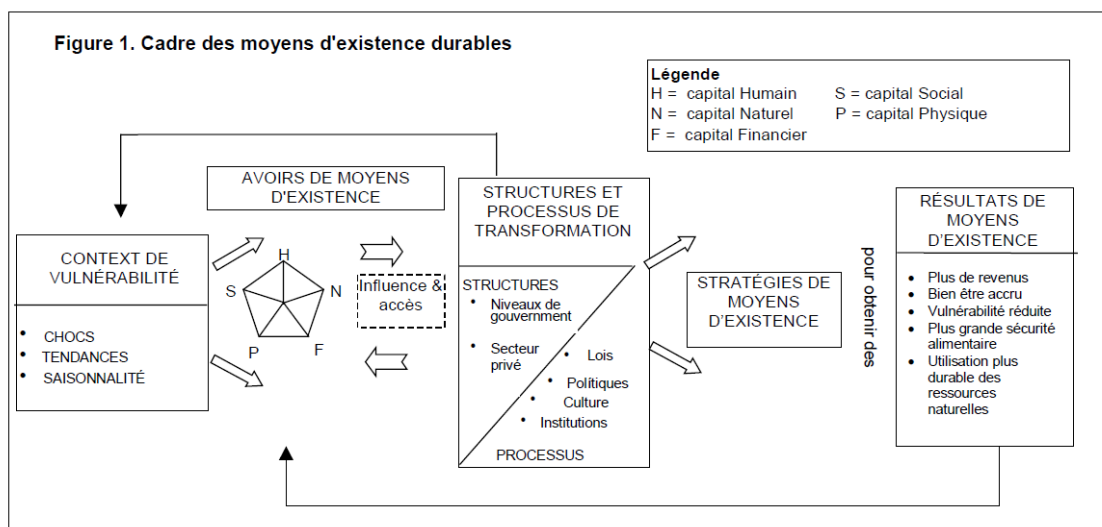 Figure 1. Cadre des moyens d'existence durables
Légende
H = capital Humain S = capital Social
N = capital Naturel P = capital Physique
F = capital Financier
AVOIRS DE MOYENS
D'EXISTENCE
STRUCTURES ET
PROCESSUS DE
TRANSFORMATION
RÉSULTATS DE
MOYENS
D'EXISTENCE
CONTEXT DE
VULNÉRABILITÉ
• CHOCS
• TENDANCES
• SAISONNALITÉ
H
S
N
P
F
Influence &
accès
STRUCTURES
• Niveaux de
gouvernment
• Secteur
privé
• Lois
• Politiques
• Culture
• Institutions
PROCESSUS
STRATÉGIES DE
MOYENS
D'EXISTENCE
pour obtenir des
• Plus de revenus
• Bien être accru
• Vulnérabilité réduite
• Plus grande sécurité
alimentaire
• Utilisation plus
durable des
ressources
naturelles